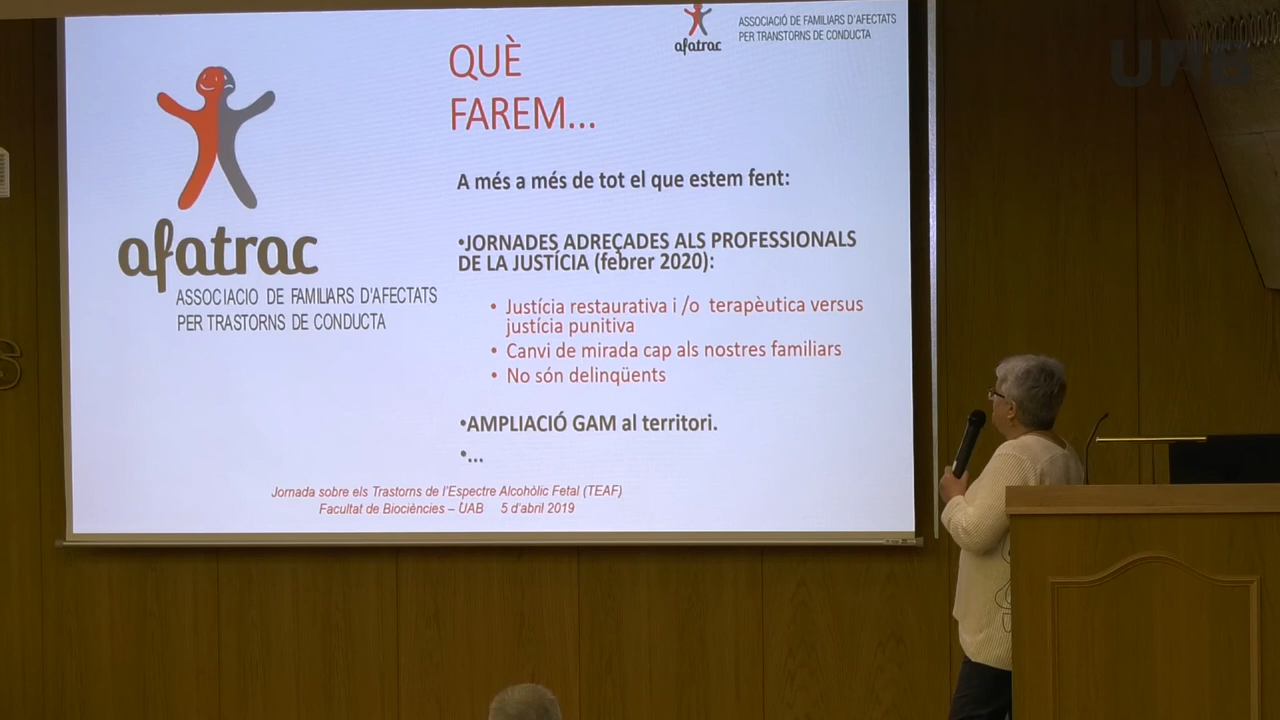 afatrac
ASSOCIACIÓ DE FAMILIARS D'AFECTATS
PER TRANSTORNS DE CONDUCTA
UAB
QUÈ
FAREM...
A més a més de tot el que estem fent:
•JORNADES ADREÇADES ALS PROFESSIONALS
DE LA JUSTÍCIA (febrer 2020):
• Justícia restaurativa i /o terapèutica versus
justícia punitiva
• Canvi de mirada cap als nostres familiars
• No són delinqüents
•AMPLIACIÓ GAM al territori.
•...
afatrac
ASSOCIACIO DE FAMILIARS D'AFECTATS
PER TRASTORNS DE CONDUCTA
Jornada sobre els Trastorns de l'Espectre Alcohòlic Fetal (TEAF)
Facultat de Biociències – UAB 5 d'abril 2019